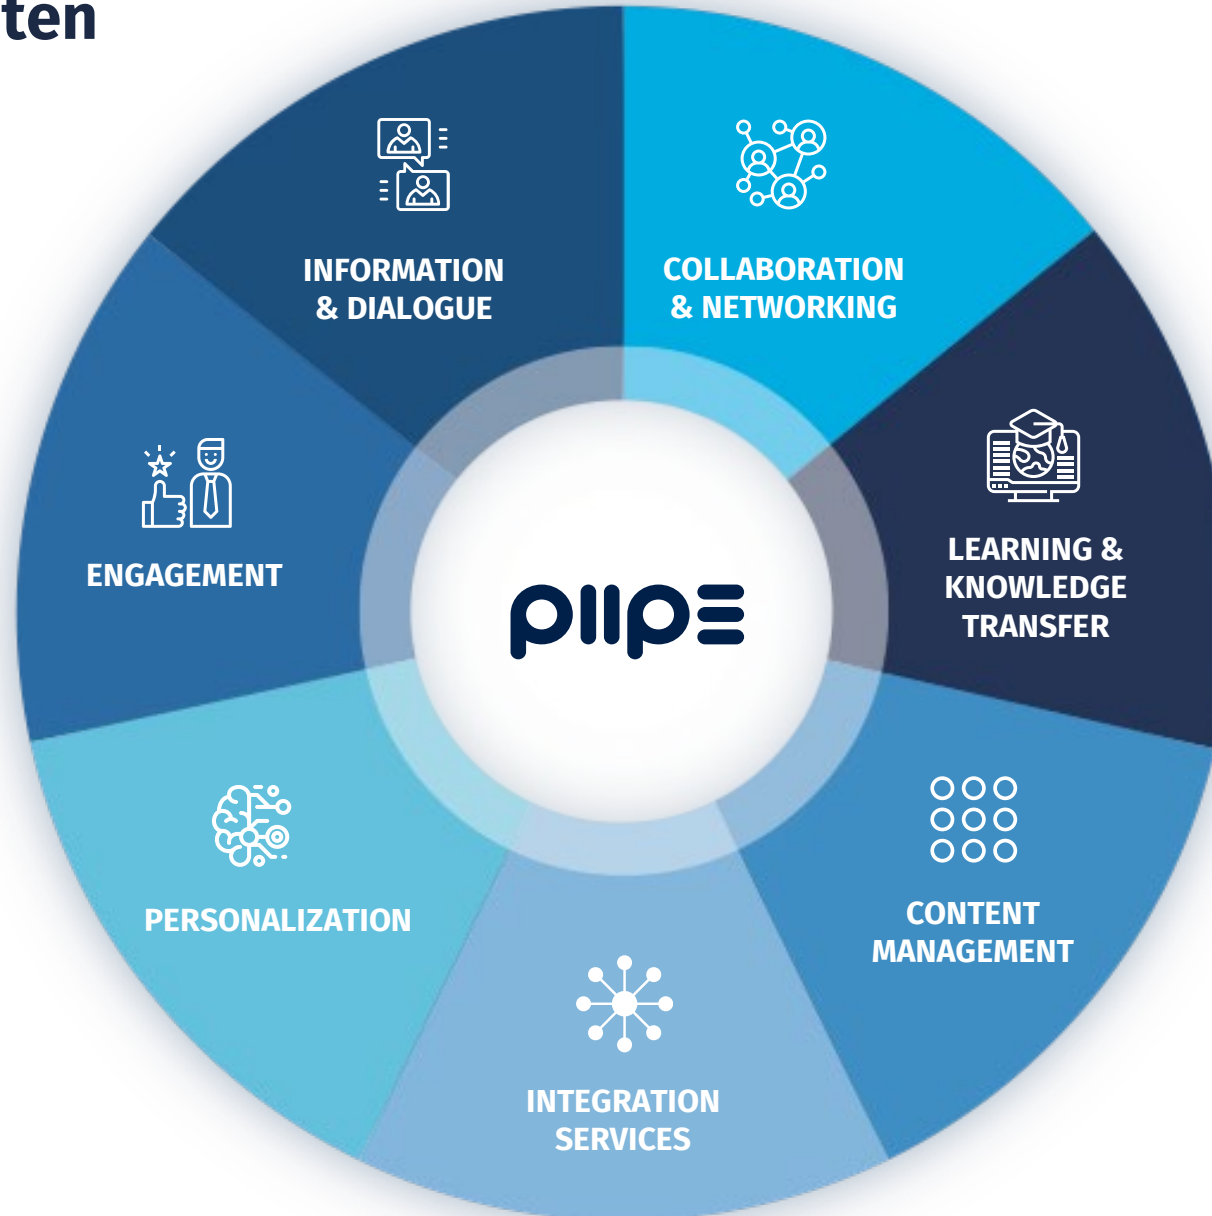 ten
INFORMATION
& DIALOGUE
COLLABORATION
& NETWORKING
ENGAGEMENT
LEARNING &
KNOWLEDGE
TRANSFER
piipe
PERSONALIZATION
CONTENT
MANAGEMENT
INTEGRATION
SERVICES